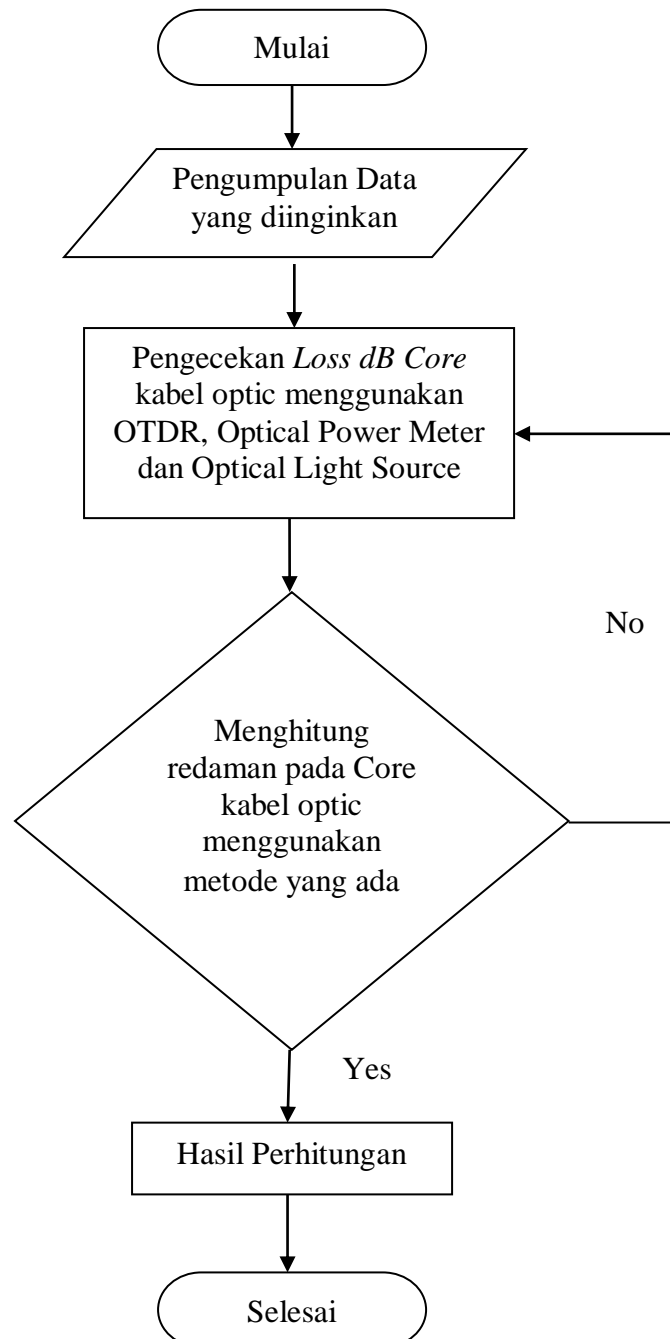 Mulai
Pengumpulan Data
yang diinginkan
Pengecekan Loss dB Core
kabel optic menggunakan
OTDR, Optical Power Meter
dan Optical Light Source
No
Menghitung
redaman pada Core
kabel optic
menggunakan
metode yang ada
Yes
Hasil Perhitungan
Selesai